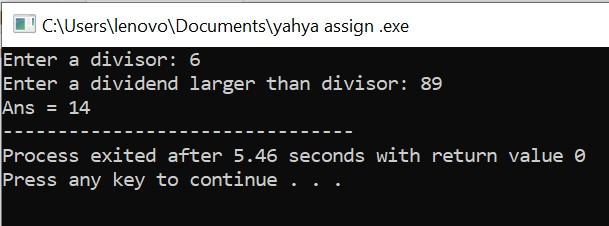 C:\Users\lenovo\Documents\yahya assign .exe
Enter a divisor: 6
Enter a dividend larger than divisor: 89
Ans = 14
--------------------------------
Process exited after 5.46 seconds with return value 0
Press any key to continue . . .